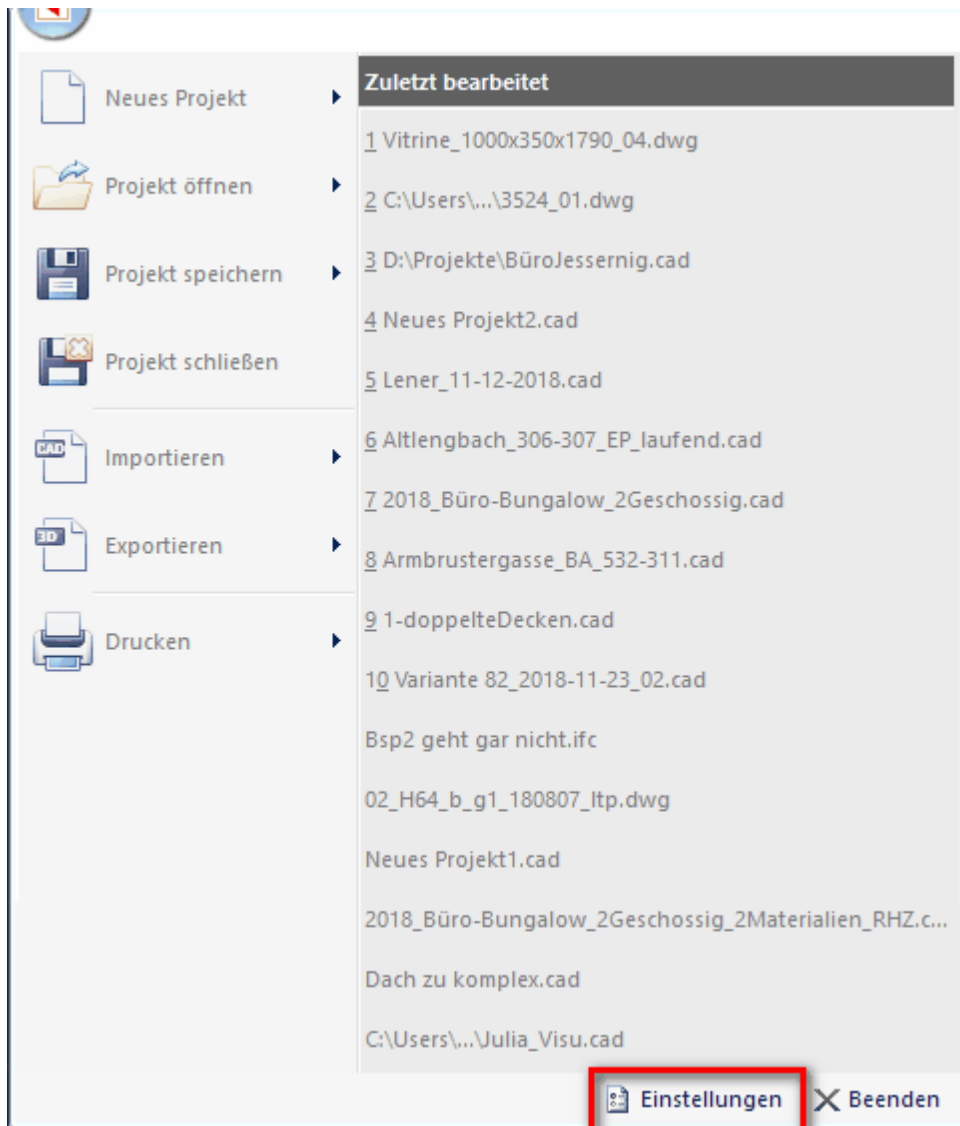 Neues Projekt
Projekt öffnen
Projekt speichern
Projekt schließen
Importieren
Exportieren
Drucken
Zuletzt bearbeitet
1 Vitrine_1000x350x1790_04.dwg
2 C:\Users\...\3524_01.dwg
3 D:\Projekte\BüroJessernig.cad
4 Neues Projekt2.cad
5 Lener_11-12-2018.cad
6 Altlengbach_306-307_EP_laufend.cad
7 2018_Büro-Bungalow_2Geschossig.cad
8 Armbrustergasse_BA_532-311.cad
9 1-doppelteDecken.cad
10 Variante 82_2018-11-23_02.cad
Bsp2 geht gar nicht.ifc
02_H64_b_g1_180807_ltp.dwg
Neues Projekt1.cad
2018_Büro-Bungalow_2Geschossig_2Materialien_RHZ.c...
Dach zu komplex.cad
C:\Users\...\Julia_Visu.cad
Einstellungen
Beenden
CAD
3D